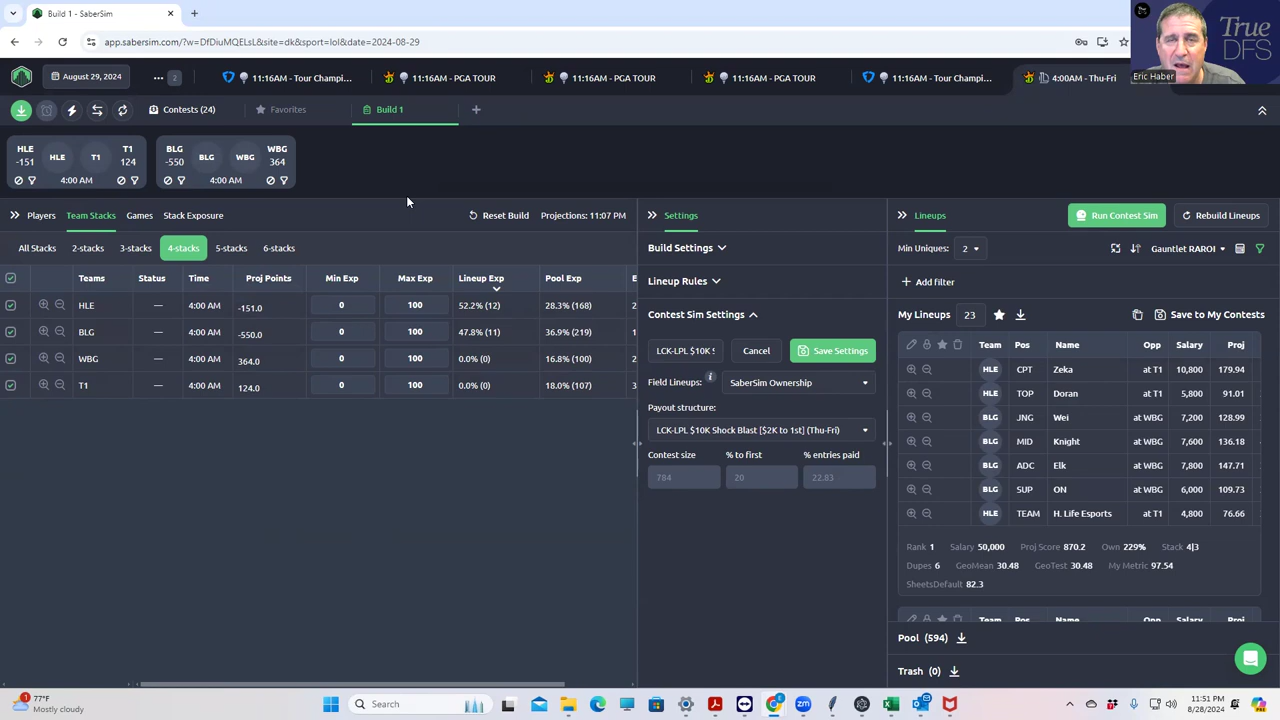 Build 1 - SaberSim
app.sabersim.com/?w=DfDiuMQELsL&site=dk&sport=lol&date=2024-08-29
True
DFS
Eric Haber
August 29, 2024
2
11:16AM - Tour Champi...
11:16AM - PGA TOUR
11:16AM - PGA TOUR
11:16AM - PGA TOUR
11:16AM - Tour Champi...
4:00AM - Thu-Fri
Contests (24)
Favorites
Build 1
HLE HLE T1 T1
-151 124
4:00 AM
BLG BLG WBG WBG
-550 364
4:00 AM
Players Team Stacks Games Stack Exposure Reset Build Projections: 11:07 PM
All Stacks 2-stacks 3-stacks 4-stacks 5-stacks 6-stacks
Teams Status Time Proj Points Min Exp Max Exp Lineup Exp Pool Exp
HLE — 4:00 AM -151.0 0 100 52.2% (12) 28.3% (168)
BLG — 4:00 AM -550.0 0 100 47.8% (11) 36.9% (219)
WBG — 4:00 AM 364.0 0 100 0.0% (0) 16.8% (100)
T1 — 4:00 AM 124.0 0 100 0.0% (0) 18.0% (107)
Settings
Build Settings
Lineup Rules
Contest Sim Settings
LCK-LPL $10K Cancel Save Settings
Field Lineups: SaberSim Ownership
Payout structure:
LCK-LPL $10K Shock Blast [$2K to 1st] (Thu-Fri)
Contest size % to first % entries paid
784 20 22.83
Lineups Run Contest Sim Rebuild Lineups
Min Uniques: 2 Gauntlet RAROI
Add filter
My Lineups 23 Save to My Contests
Team Pos Name Opp Salary Proj
HLE CPT Zeka at T1 10,800 179.94
HLE TOP Doran at T1 5,800 91.01
BLG JNG Wei at WBG 7,200 128.99
BLG MID Knight at WBG 7,600 136.18
BLG ADC Elk at WBG 7,800 147.71
BLG SUP ON at WBG 6,000 109.73
HLE TEAM H. Life Esports at T1 4,800 76.66
Rank 1 Salary 50,000 Proj Score 870.2 Own 229% Stack 4|3
Dupes 6 GeoMean 30.48 GeoTest 30.48 My Metric 97.54
SheetsDefault 82.3
Team Pos Name Opp Salary Proj
Pool (594)
Trash (0)
77°F
Mostly cloudy
Search
11:51 PM
8/28/2024